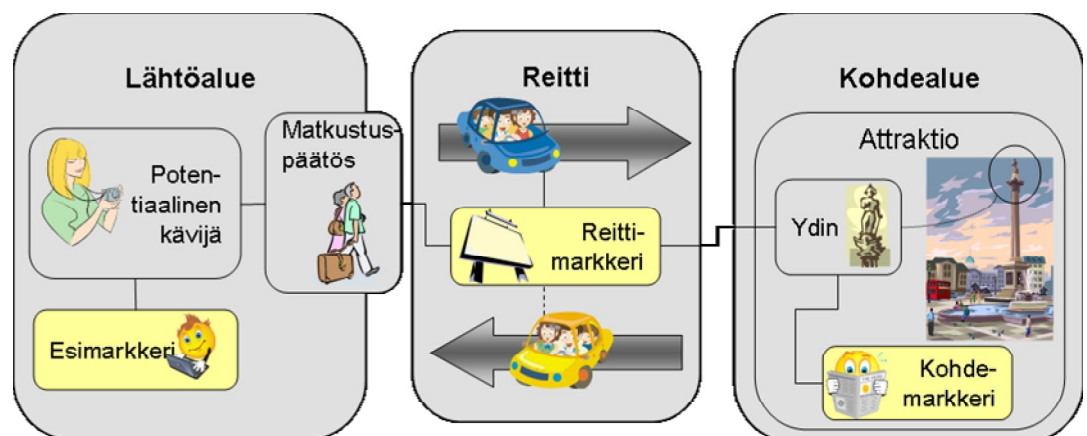 Lähtöalue
Poten-
tiaalinen
kävijä
Esimarkkeri
Matkustus-
päätös
Reitti
Reitti-
markkeri
Kohdealue
Attraktio
Ydin
Kohde-
markkeri